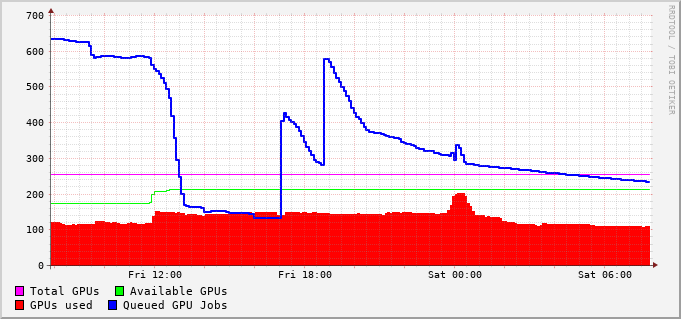 700
600
500
400
300
200
100
0
Fri 12:00 Fri 18:00 Sat 00:00 Sat 06:00
Total GPUs Available GPUs
GPUs used Queued GPU Jobs
RRDTOOL / TOBI OETIKER